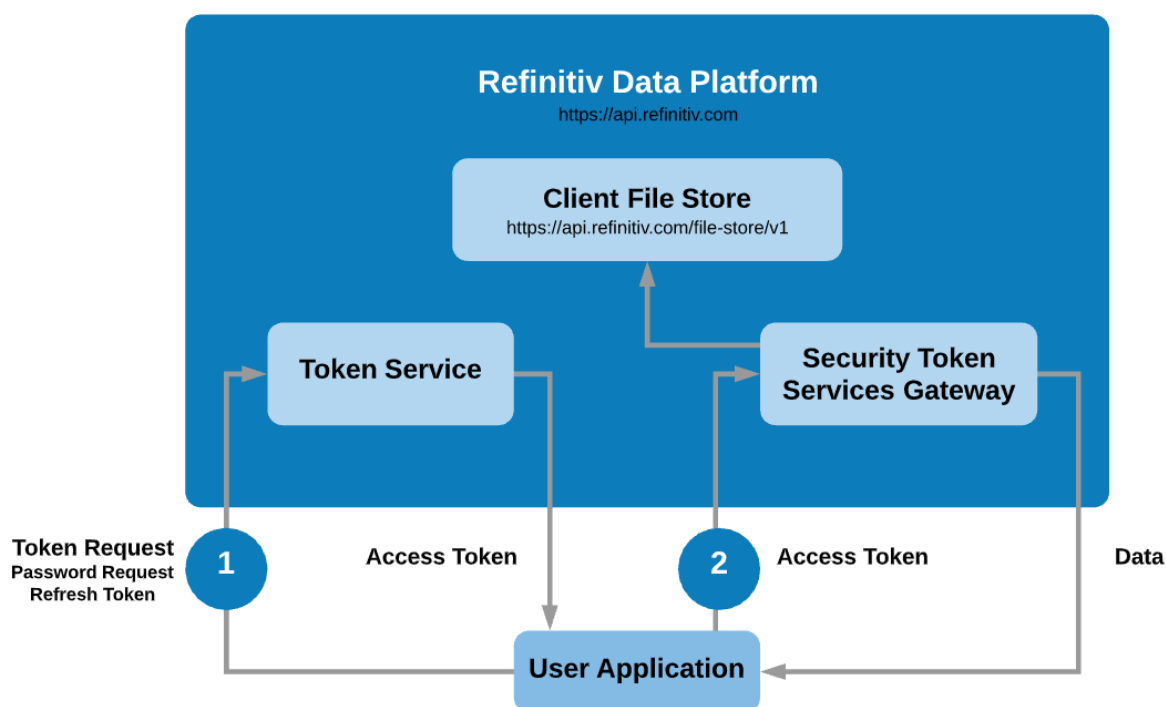 Refinitiv Data Platform
https://api.refinitiv.com
Client File Store
https://api.refinitiv.com/file-store/v1
Token Service
Security Token
Services Gateway
Token Request
Password Request
Refresh Token
1
Access Token
2
Access Token
Data
User Application